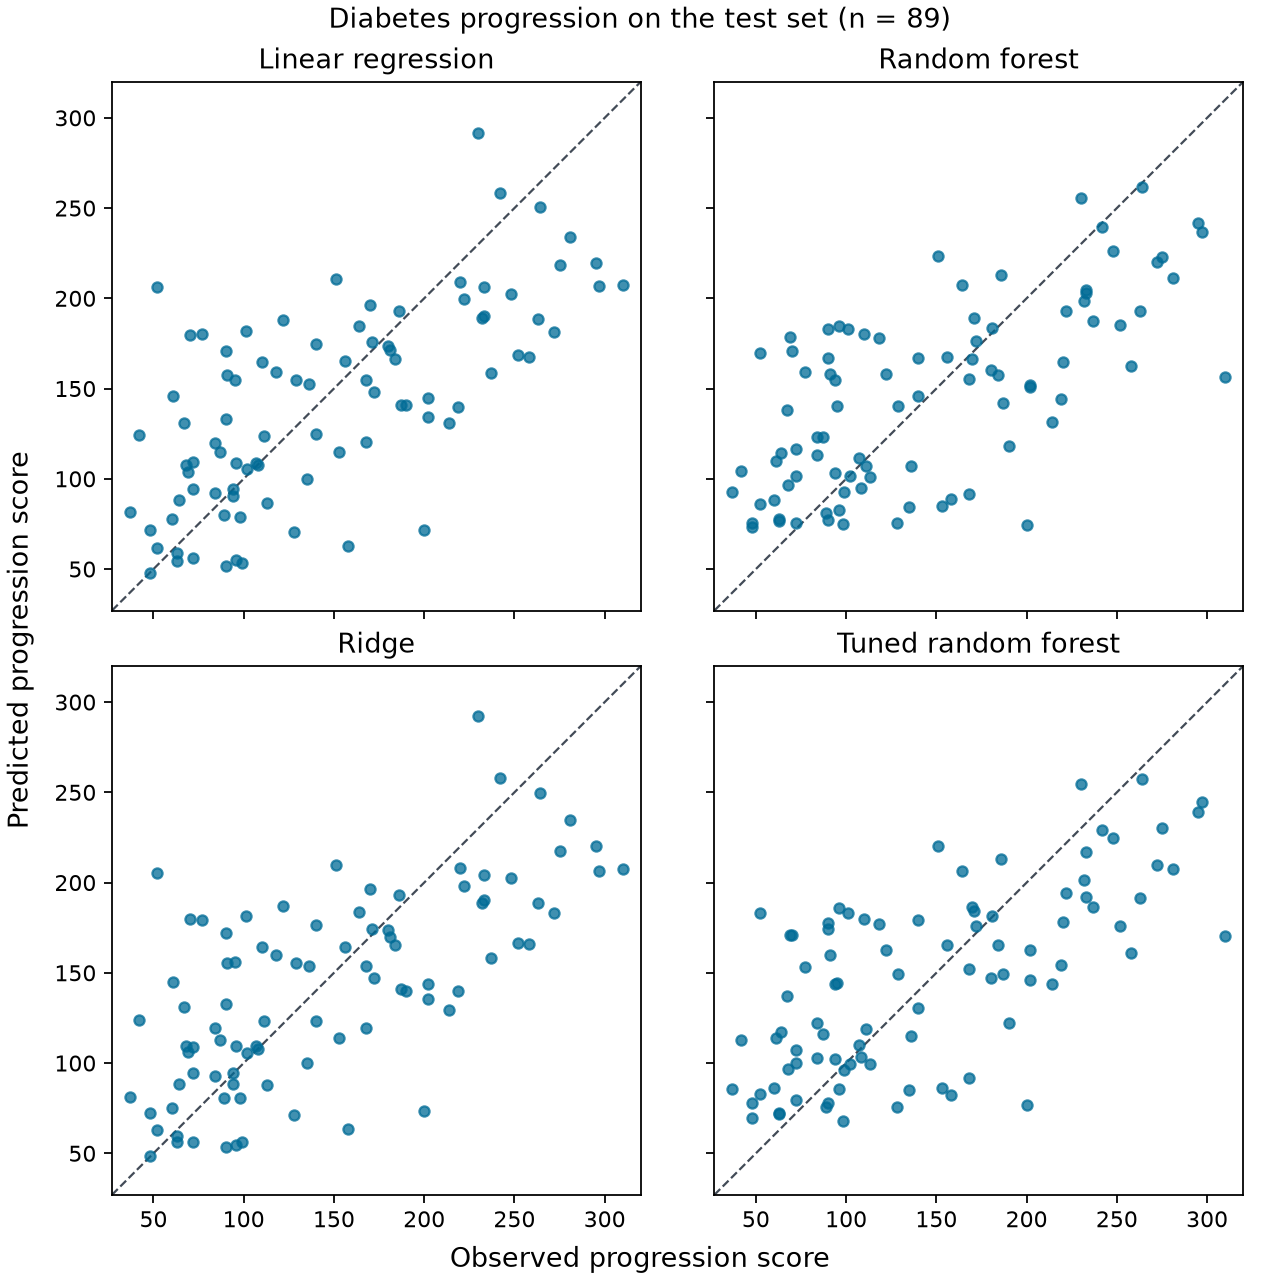 Diabetes progression on the test set (n = 89)
Linear regression
Random forest
300
250
200
150
100
50
Ridge
Tuned random forest
300
250
200
150
100
50
50 100 150 200 250 300
50 100 150 200 250 300
Predicted progression score
Observed progression score